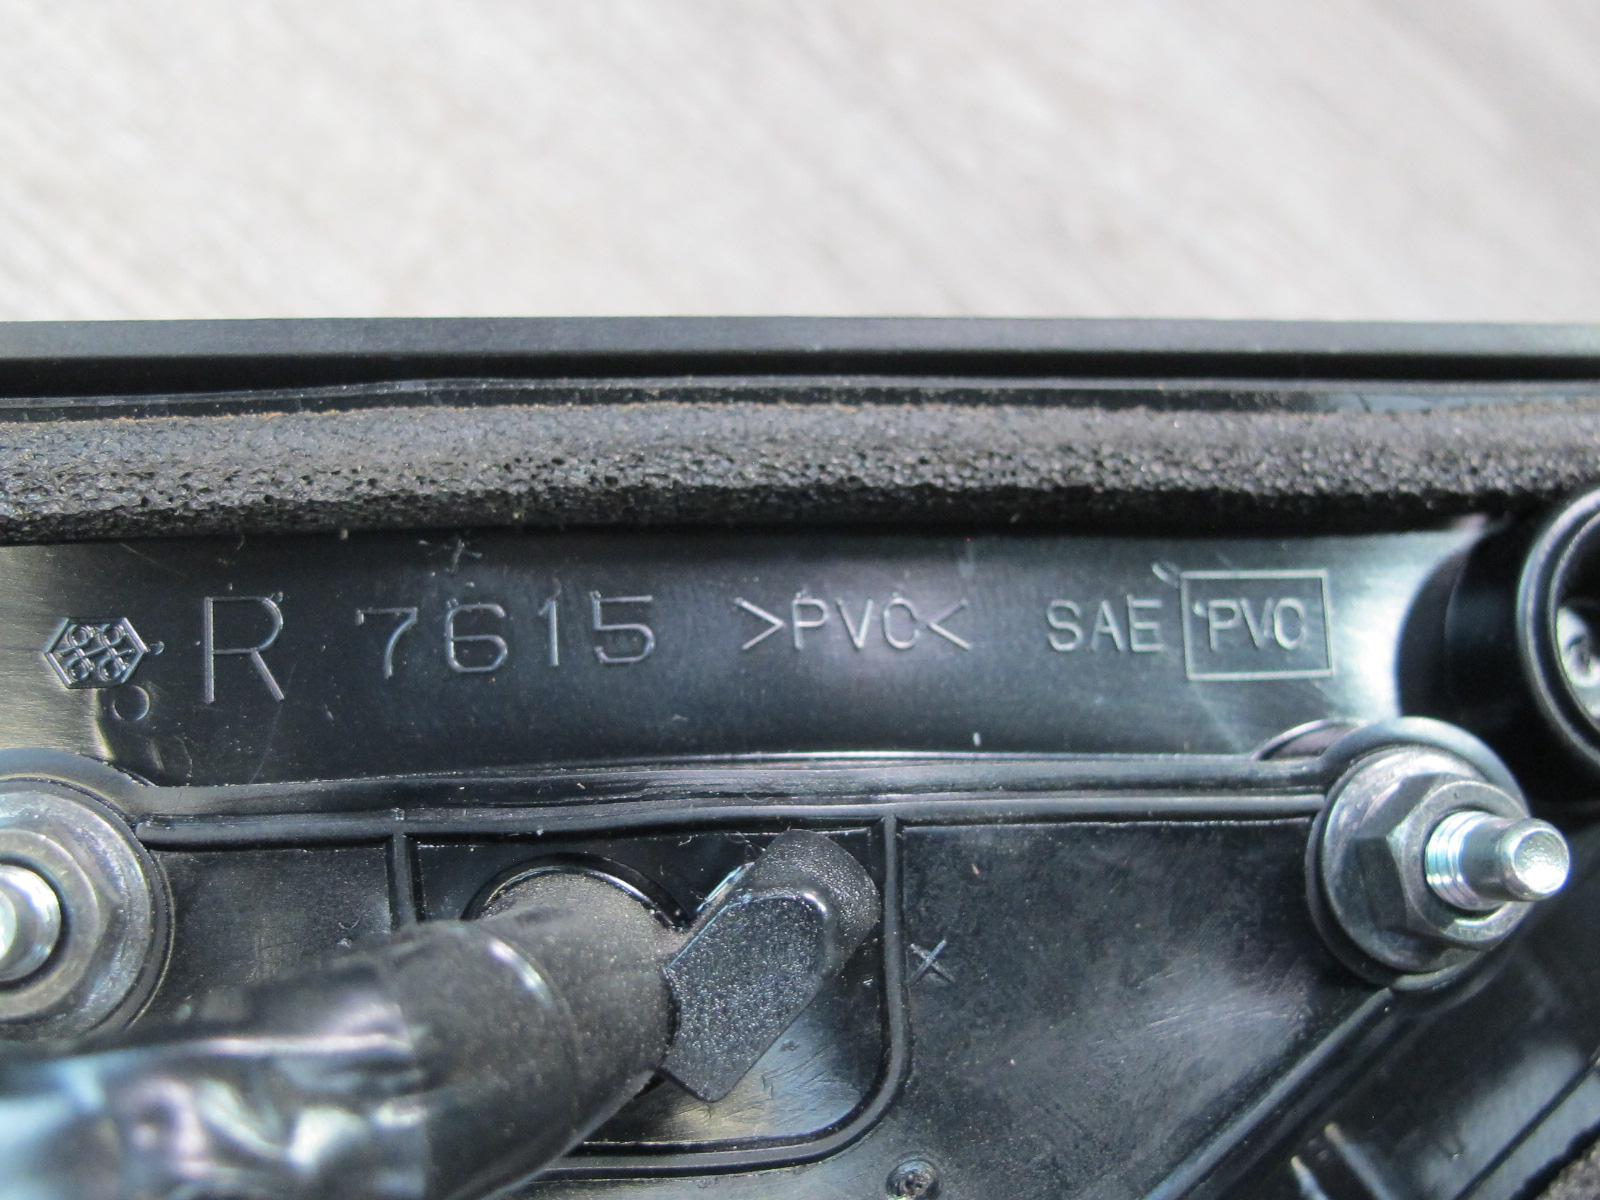 R 7615 >PVC< SAE PVC